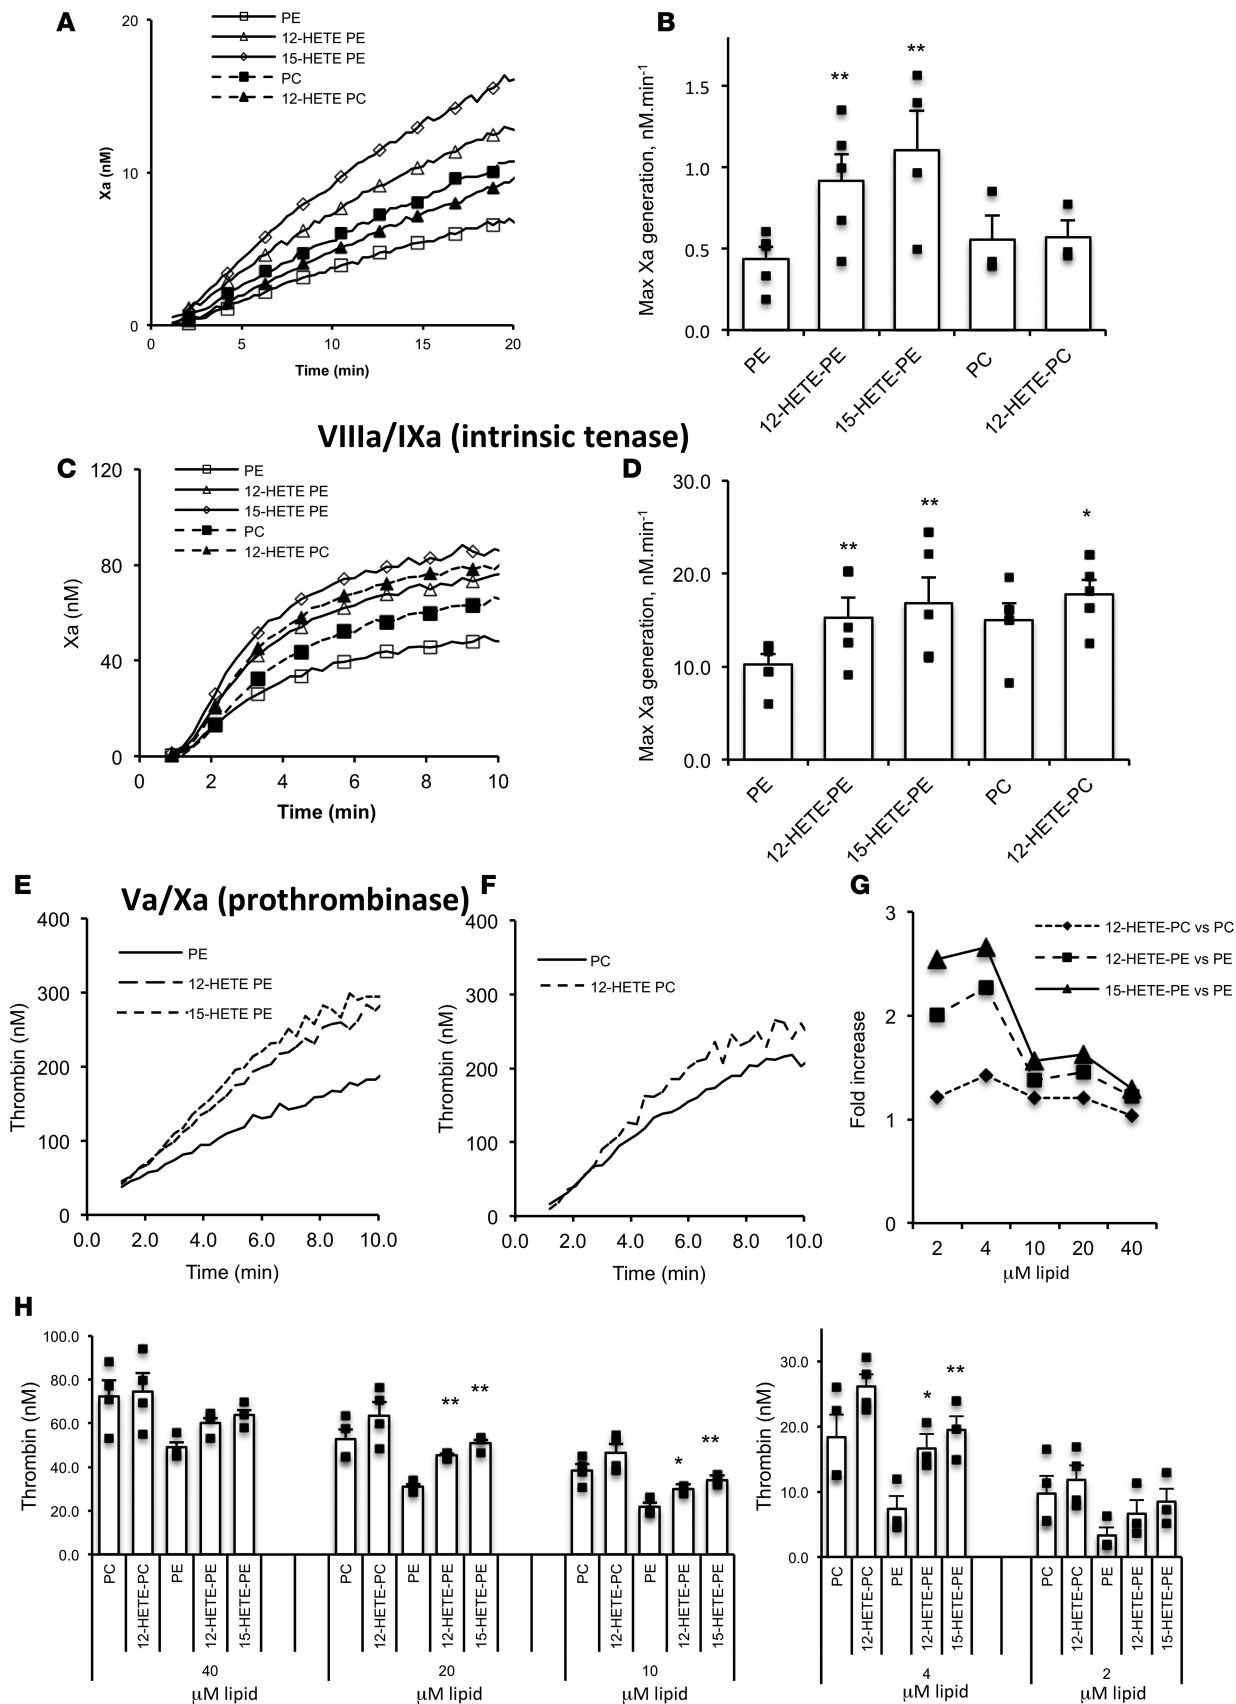 A
20
10
0
Xa (nM)
PE
12-HETE PE
15-HETE PE
PC
12-HETE PC
0 5 10 15 20
Time (min)
B
Max Xa generation, nM.min-1
1.5
1.0
0.5
0.0
** **
PE 12-HETE-PE 15-HETE-PE PC 12-HETE-PC
VIIIa/IXa (intrinsic tenase)
C
120
80
40
0
Xa (nM)
PE
12-HETE PE
15-HETE PE
PC
12-HETE PC
0 2 4 6 8 10
Time (min)
D
Max Xa generation, nM.min-1
30.0
20.0
10.0
0.0
** ** *
PE 12-HETE-PE 15-HETE-PE PC 12-HETE-PC
Va/Xa (prothrombinase)
E
400
300
200
100
0
Thrombin (nM)
PE
12-HETE PE
15-HETE PE
0.0 2.0 4.0 6.0 8.0 10.0
Time (min)
F
400
300
200
100
0
Thrombin (nM)
PC
12-HETE PC
0.0 2.0 4.0 6.0 8.0 10.0
Time (min)
G
3
2
1
0
Fold increase
12-HETE-PC vs PC
12-HETE-PE vs PE
15-HETE-PE vs PE
2 4 10 20 40
μM lipid
H
100.0
80.0
60.0
40.0
20.0
0.0
Thrombin (nM)
** **
* **
PC 12-HETE-PC PE 12-HETE-PE 15-HETE-PE
PC 12-HETE-PC PE 12-HETE-PE 15-HETE-PE
PC 12-HETE-PC PE 12-HETE-PE 15-HETE-PE
40 20 10
μM lipid μM lipid μM lipid
30.0
20.0
10.0
0.0
Thrombin (nM)
* **
PC 12-HETE-PC PE 12-HETE-PE 15-HETE-PE
PC 12-HETE-PC PE 12-HETE-PE 15-HETE-PE
4 2
μM lipid μM lipid